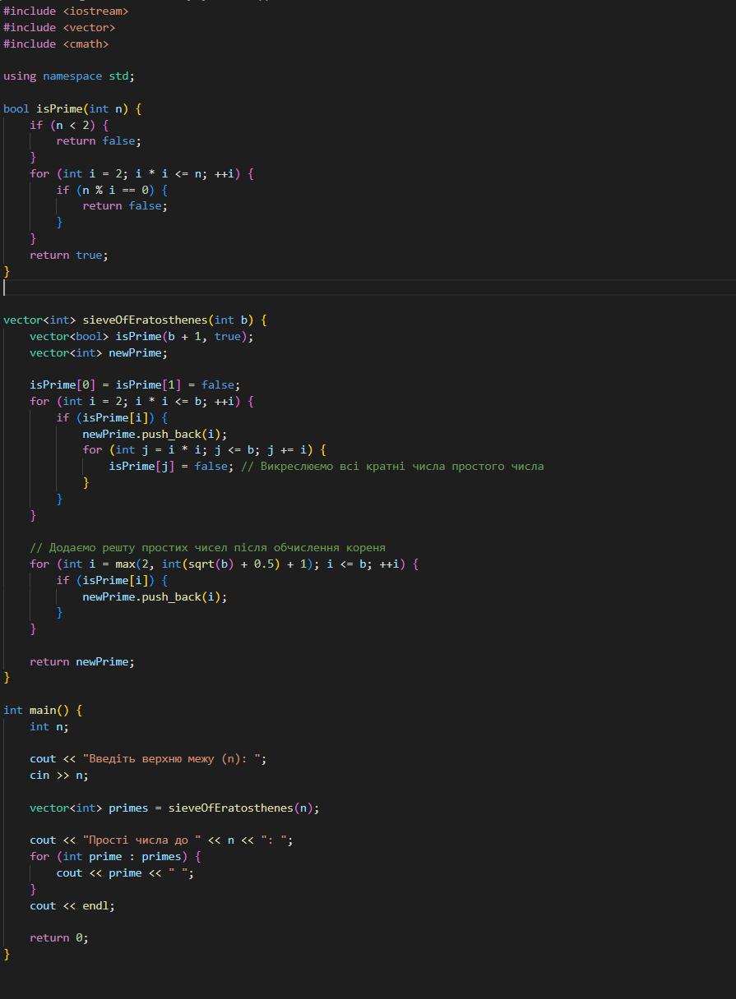 #include <iostream>
#include <vector>
#include <cmath>
using namespace std;
bool isPrime(int n) {
    if (n < 2) {
        return false;
    }
    for (int i = 2; i * i <= n; ++i) {
        if (n % i == 0) {
            return false;
        }
    }
    return true;
}
vector<int> sieveOfEratosthenes(int b) {
    vector<bool> isPrime(b + 1, true);
    vector<int> newPrime;
    isPrime[0] = isPrime[1] = false;
    for (int i = 2; i * i <= b; ++i) {
        if (isPrime[i]) {
            newPrime.push_back(i);
            for (int j = i * i; j <= b; j += i) {
                isPrime[j] = false; // Викреслюємо всі кратні числа простого числа
            }
        }
    }
    // Додаємо решту простих чисел після обчислення кореня
    for (int i = max(2, int(sqrt(b) + 0.5) + 1); i <= b; ++i) {
        if (isPrime[i]) {
            newPrime.push_back(i);
        }
    }
    return newPrime;
}
int main() {
    int n;
    cout << "Введіть верхню межу (n): ";
    cin >> n;
    vector<int> primes = sieveOfEratosthenes(n);
    cout << "Прості числа до " << n << ": ";
    for (int prime : primes) {
        cout << prime << " ";
    }
    cout << endl;
    return 0;
}